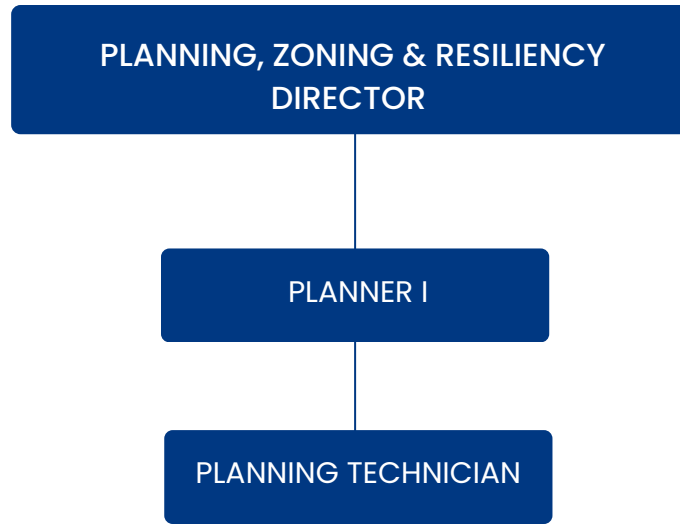 PLANNING, ZONING & RESILIENCY
DIRECTOR
PLANNER I
PLANNING TECHNICIAN